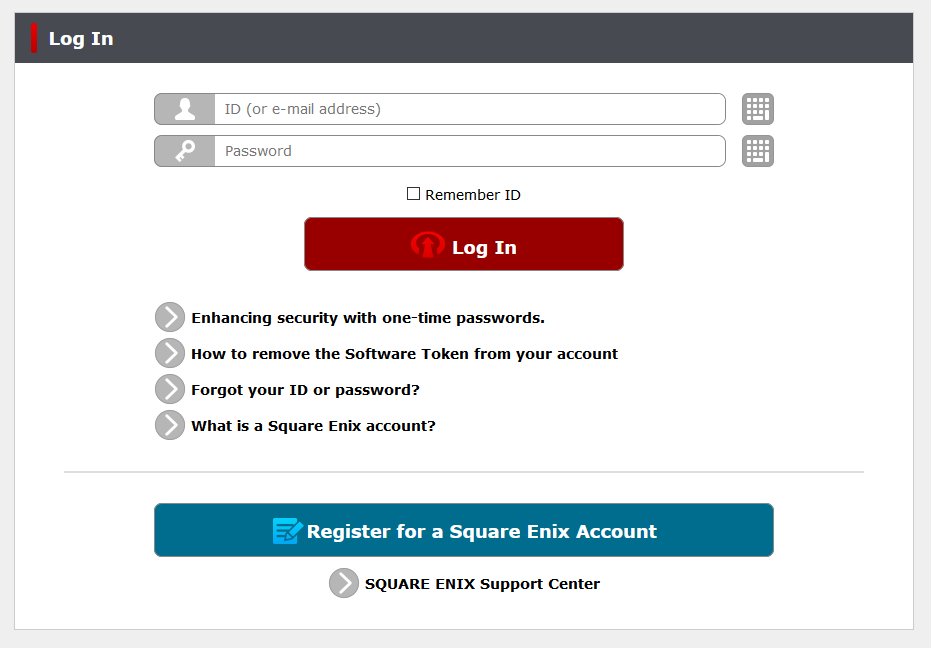 Log In
ID (or e-mail address)
Password
Remember ID
Log In
Enhancing security with one-time passwords.
How to remove the Software Token from your account
Forgot your ID or password?
What is a Square Enix account?
Register for a Square Enix Account
SQUARE ENIX Support Center